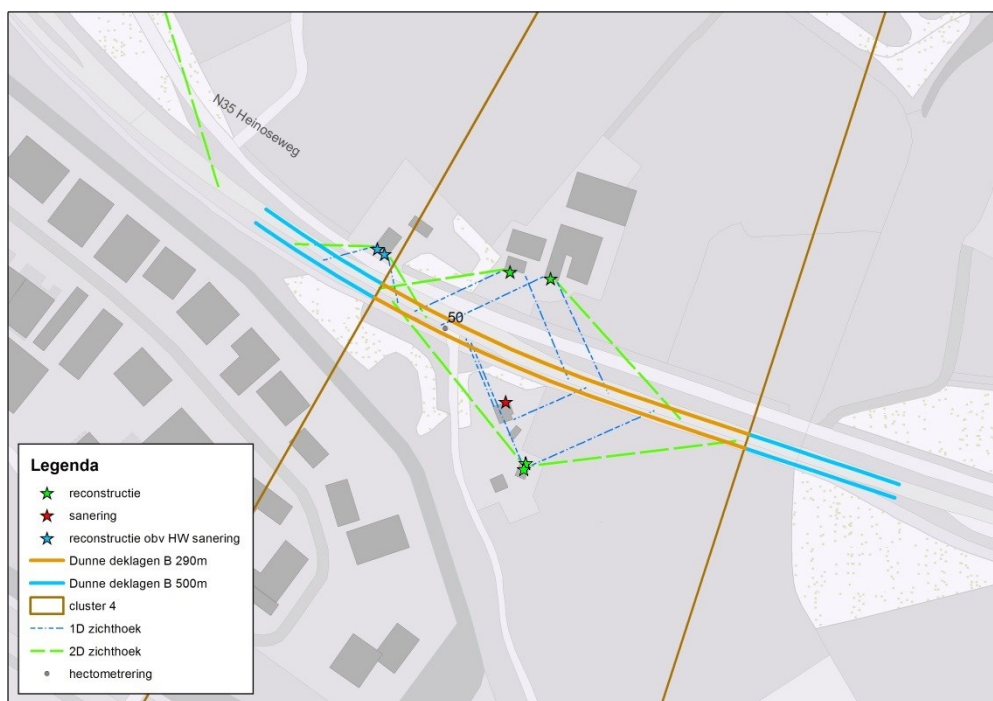 N35 Heinoseweg
50
Legenda
reconstructie
sanering
reconstructie obv HW sanering
Dunne deklagen B 290m
Dunne deklagen B 500m
cluster 4
1D zichthoek
2D zichthoek
hectometrering